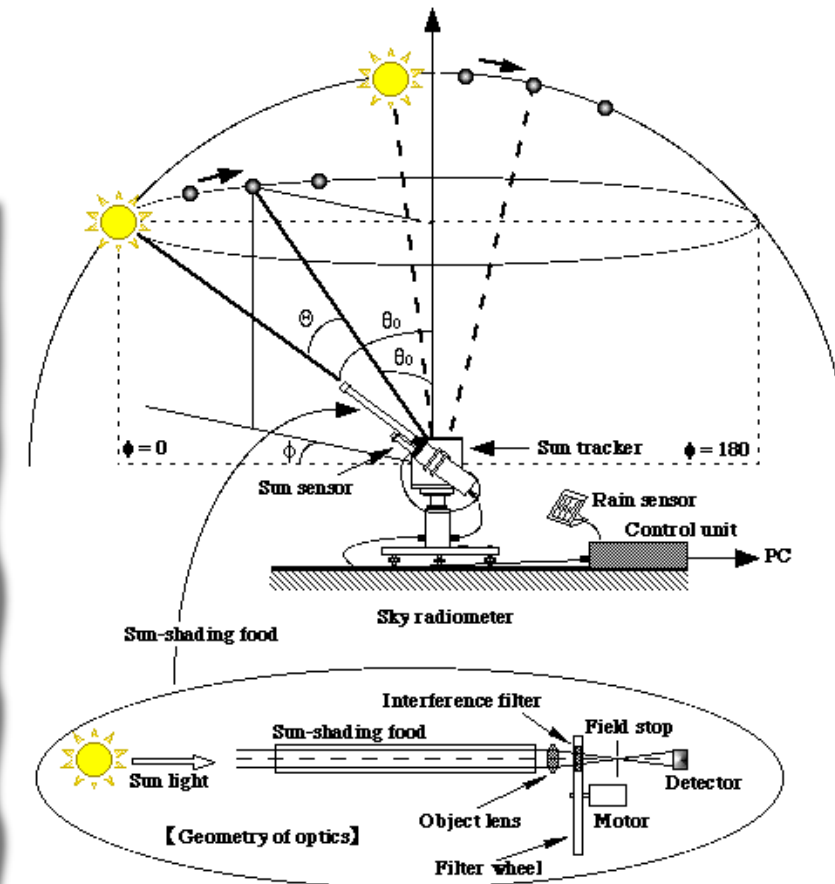 Θ
θ₀
θ₀
ϕ = 0
ϕ
Sun tracker
ϕ = 180
Sun sensor
Rain sensor
Control unit
PC
Sky radiometer
Sun-shading food
Interference filter
Sun-shading food
Field stop
Sun light
Detector
Object lens
Motor
【Geometry of optics】
Filter wheel